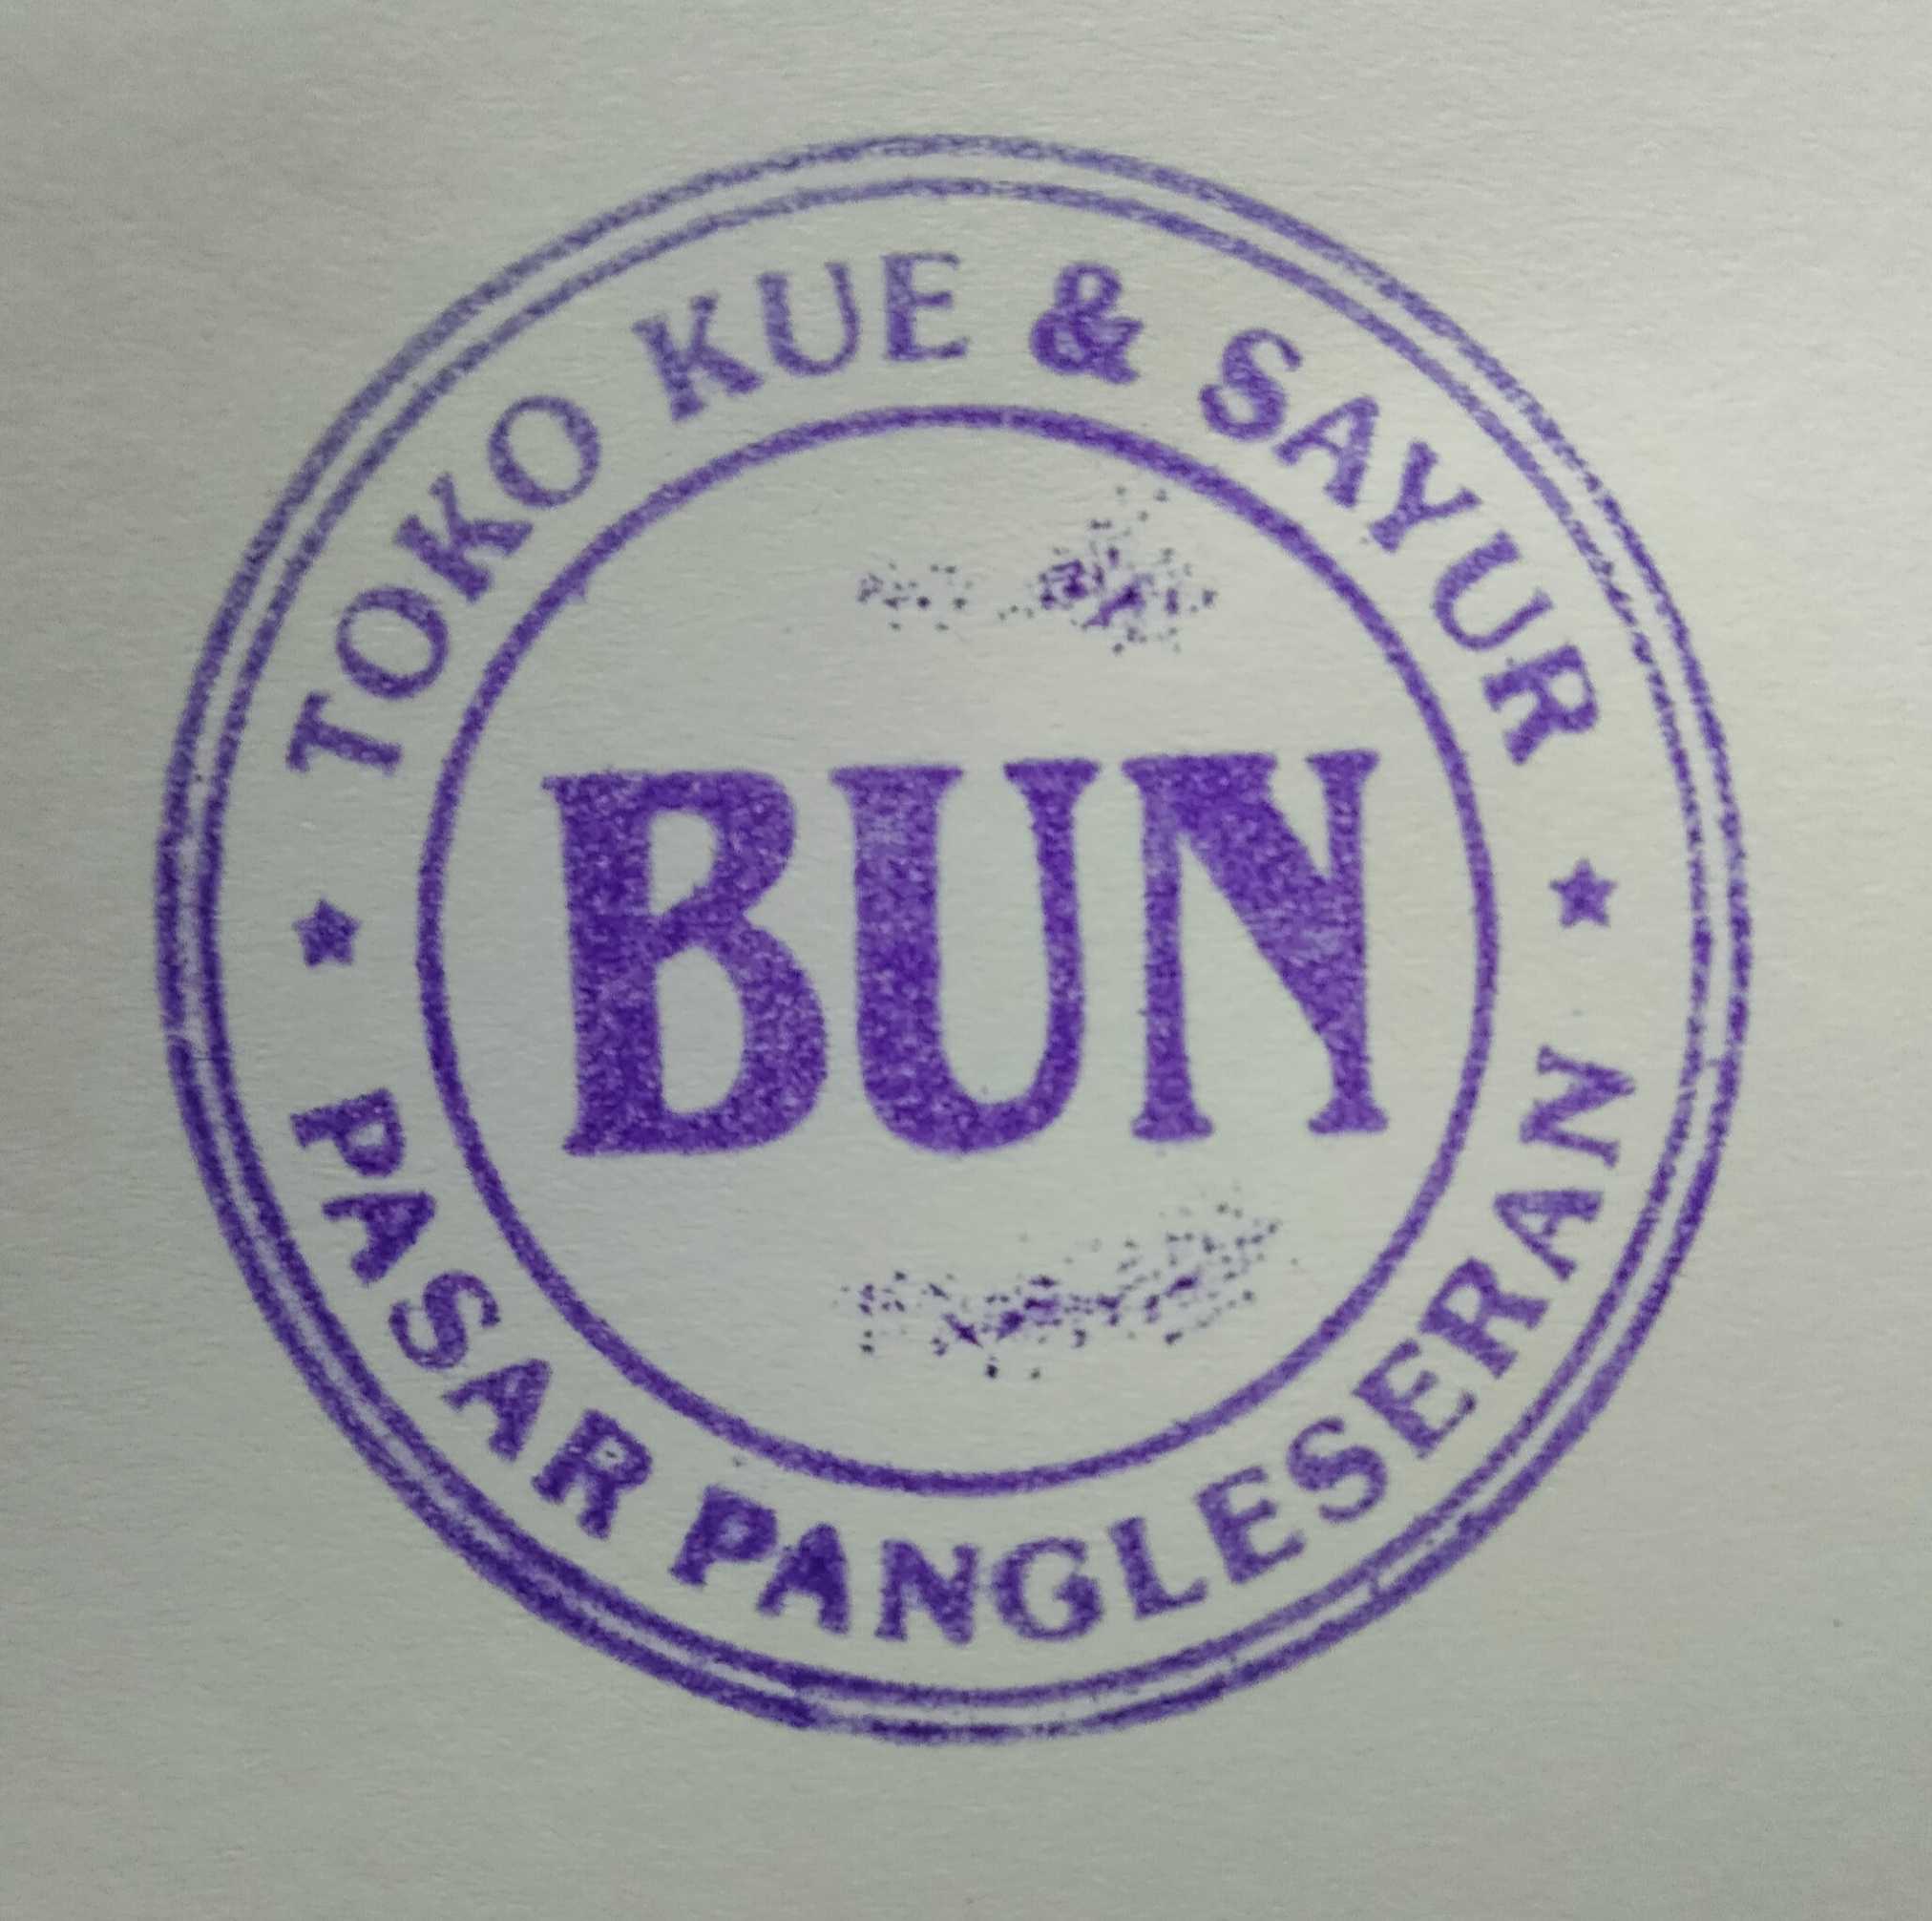 TOKO KUE & SAYUR
BUN
PASAR PANGLESERAN